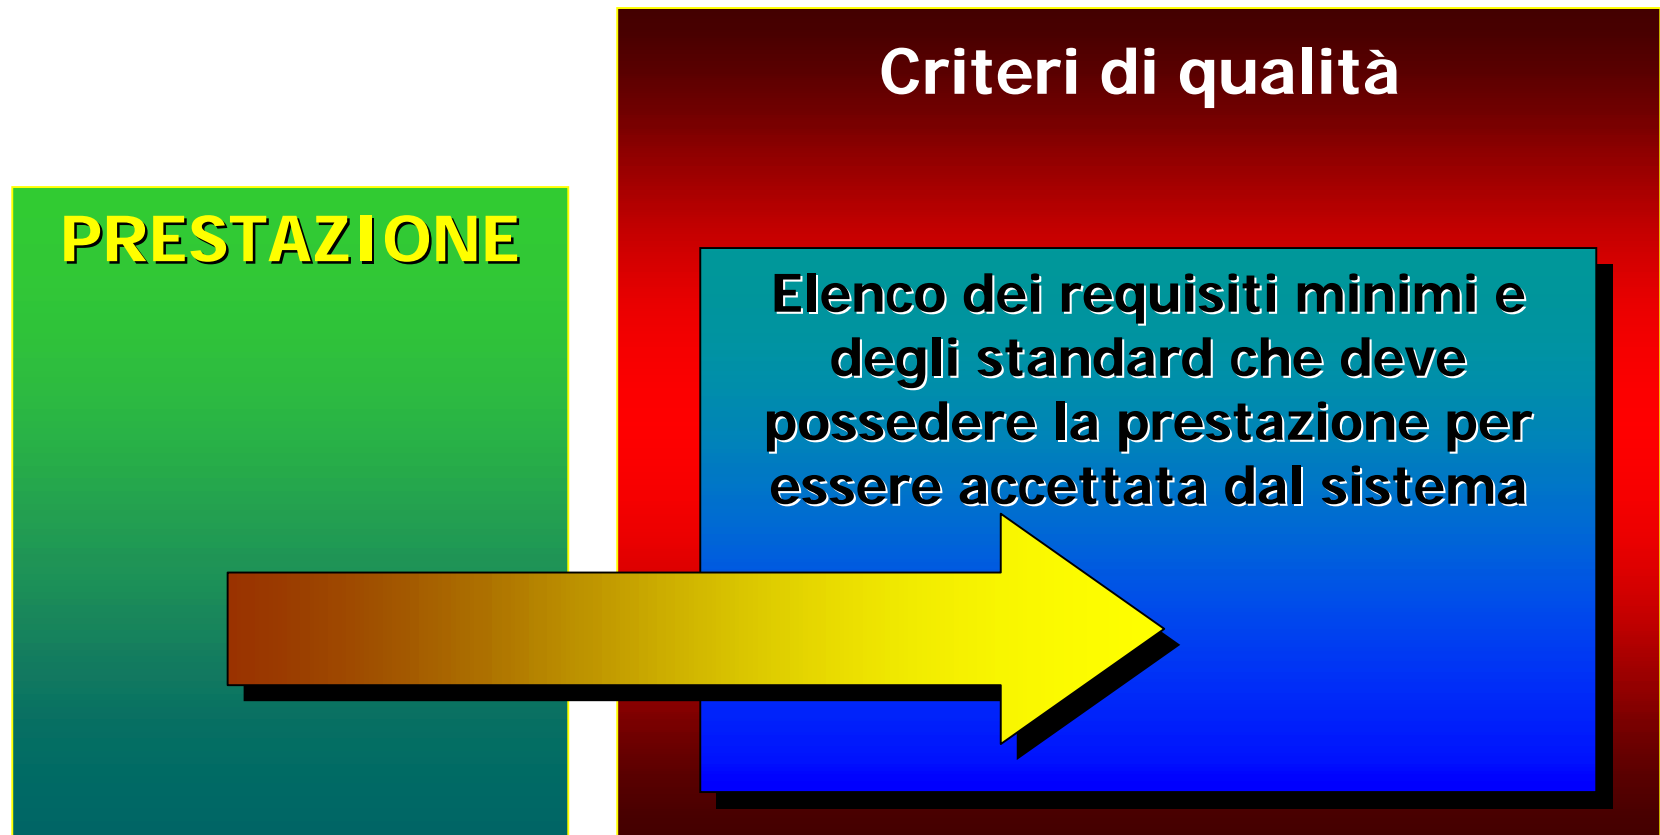 Criteri di qualità
PRESTAZIONE
Elenco dei requisiti minimi e
degli standard che deve
possedere la prestazione per
essere accettata dal sistema